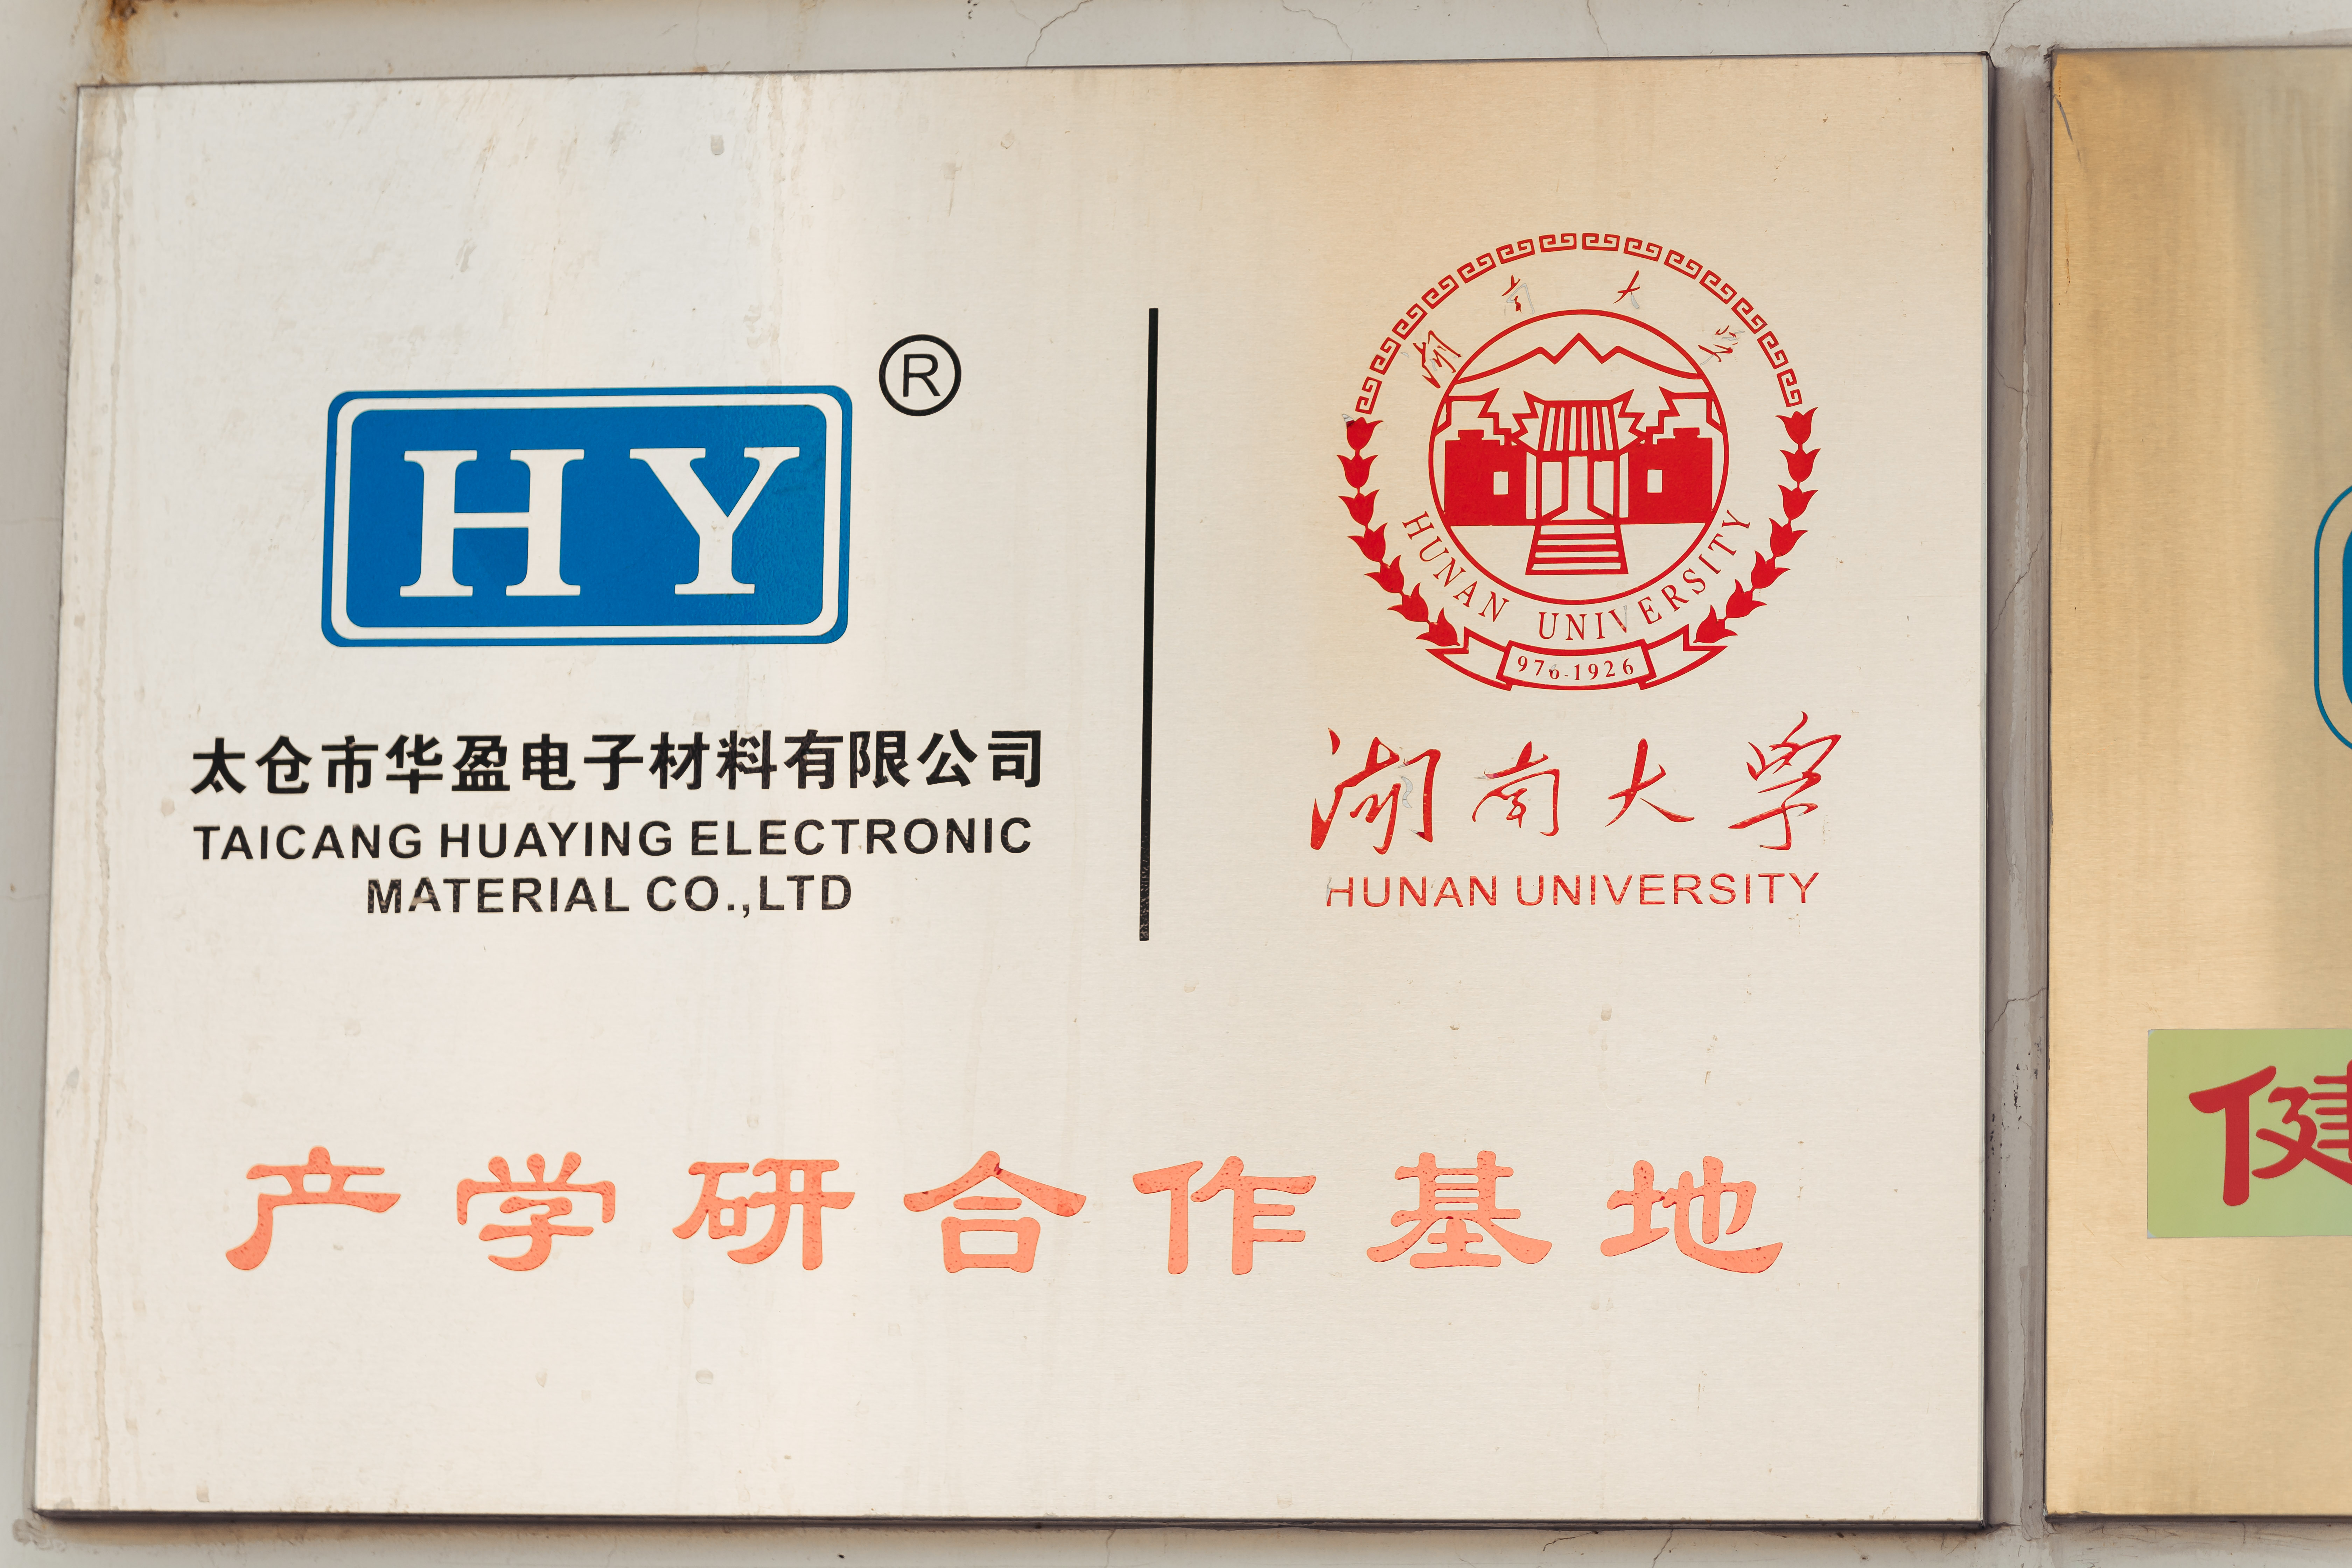 HY
®
太仓市华盈电子材料有限公司
TAICANG HUAYING ELECTRONIC
MATERIAL CO.,LTD
湖南大学
HUNAN UNIVERSITY
976-1926
湖南大学
HUNAN UNIVERSITY
产学研合作基地
健